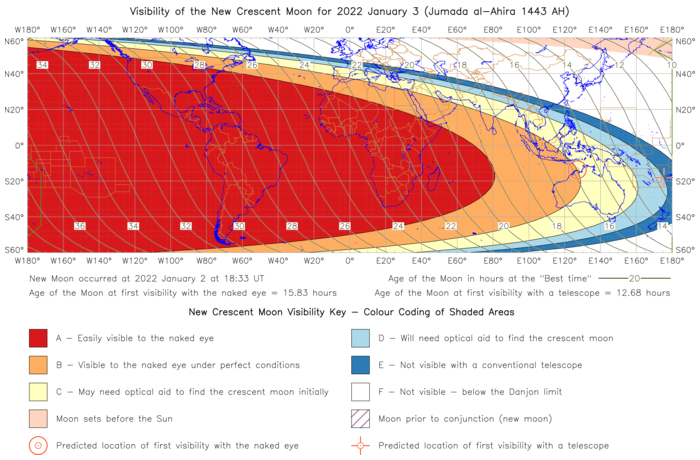 Visibility of the New Crescent Moon for 2022 January 3 (Jumada al-Ahira 1443 AH)
W180° W160° W140° W120° W100° W80° W60° W40° W20° 0° E20° E40° E60° E80° E100° E120° E140° E160° E180°
N60° N60°
34 32 30 28 26 24 22 20 18 16 14 12 10
N40° N40°
N20° N20°
0° 0°
S20° S20°
S40° S40°
36 34 32 30 28 26 24 22 20 18 16 14
S60° S60°
W180° W160° W140° W120° W100° W80° W60° W40° W20° 0° E20° E40° E60° E80° E100° E120° E140° E160° E180°
New Moon occurred at 2022 January 2 at 18:33 UT
Age of the Moon in hours at the "Best time" 20
Age of the Moon at first visibility with the naked eye = 15.83 hours
Age of the Moon at first visibility with a telescope = 12.68 hours
New Crescent Moon Visibility Key – Colour Coding of Shaded Areas
A – Easily visible to the naked eye
D – Will need optical aid to find the crescent moon
B – Visible to the naked eye under perfect conditions
E – Not visible with a conventional telescope
C – May need optical aid to find the crescent moon initially
F – Not visible – below the Danjon limit
Moon sets before the Sun
Moon prior to conjunction (new moon)
Predicted location of first visibility with the naked eye
Predicted location of first visibility with a telescope